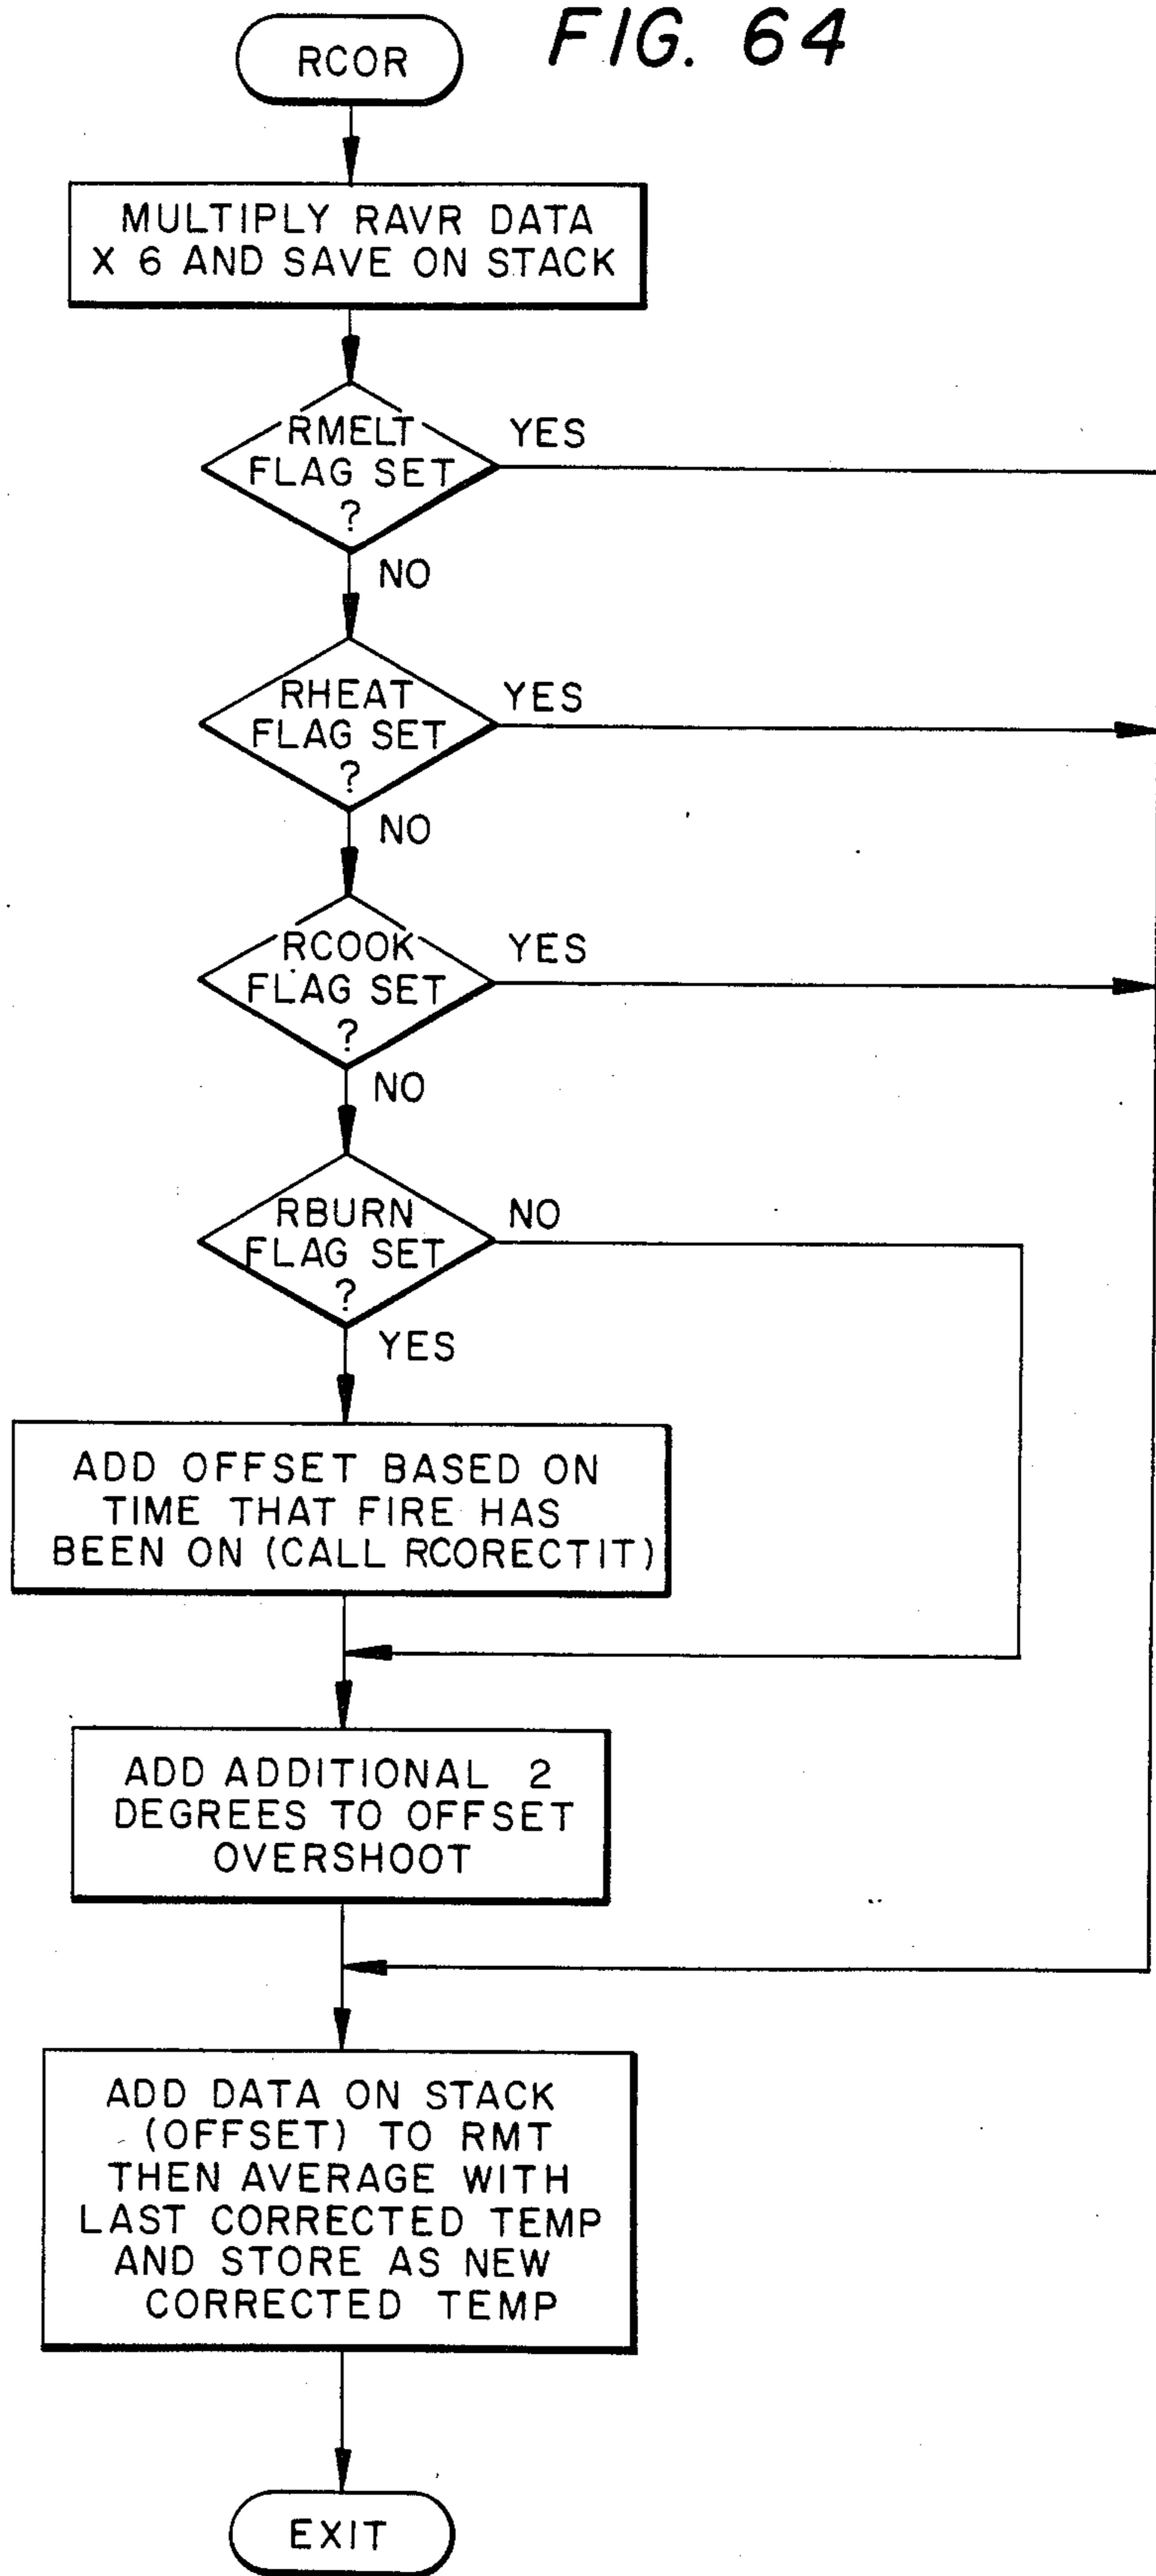 FIG. 64
RCOR
MULTIPLY RAVR DATA
X 6 AND SAVE ON STACK
RMELT
FLAG SET
?
YES
NO
RHEAT
FLAG SET
?
YES
NO
RCOOK
FLAG SET
?
YES
NO
RBURN
FLAG SET
?
NO
YES
ADD OFFSET BASED ON
TIME THAT FIRE HAS
BEEN ON (CALL RCORECTIT)
ADD ADDITIONAL 2
DEGREES TO OFFSET
OVERSHOOT
ADD DATA ON STACK
(OFFSET) TO RMT
THEN AVERAGE WITH
LAST CORRECTED TEMP
AND STORE AS NEW
CORRECTED TEMP
EXIT